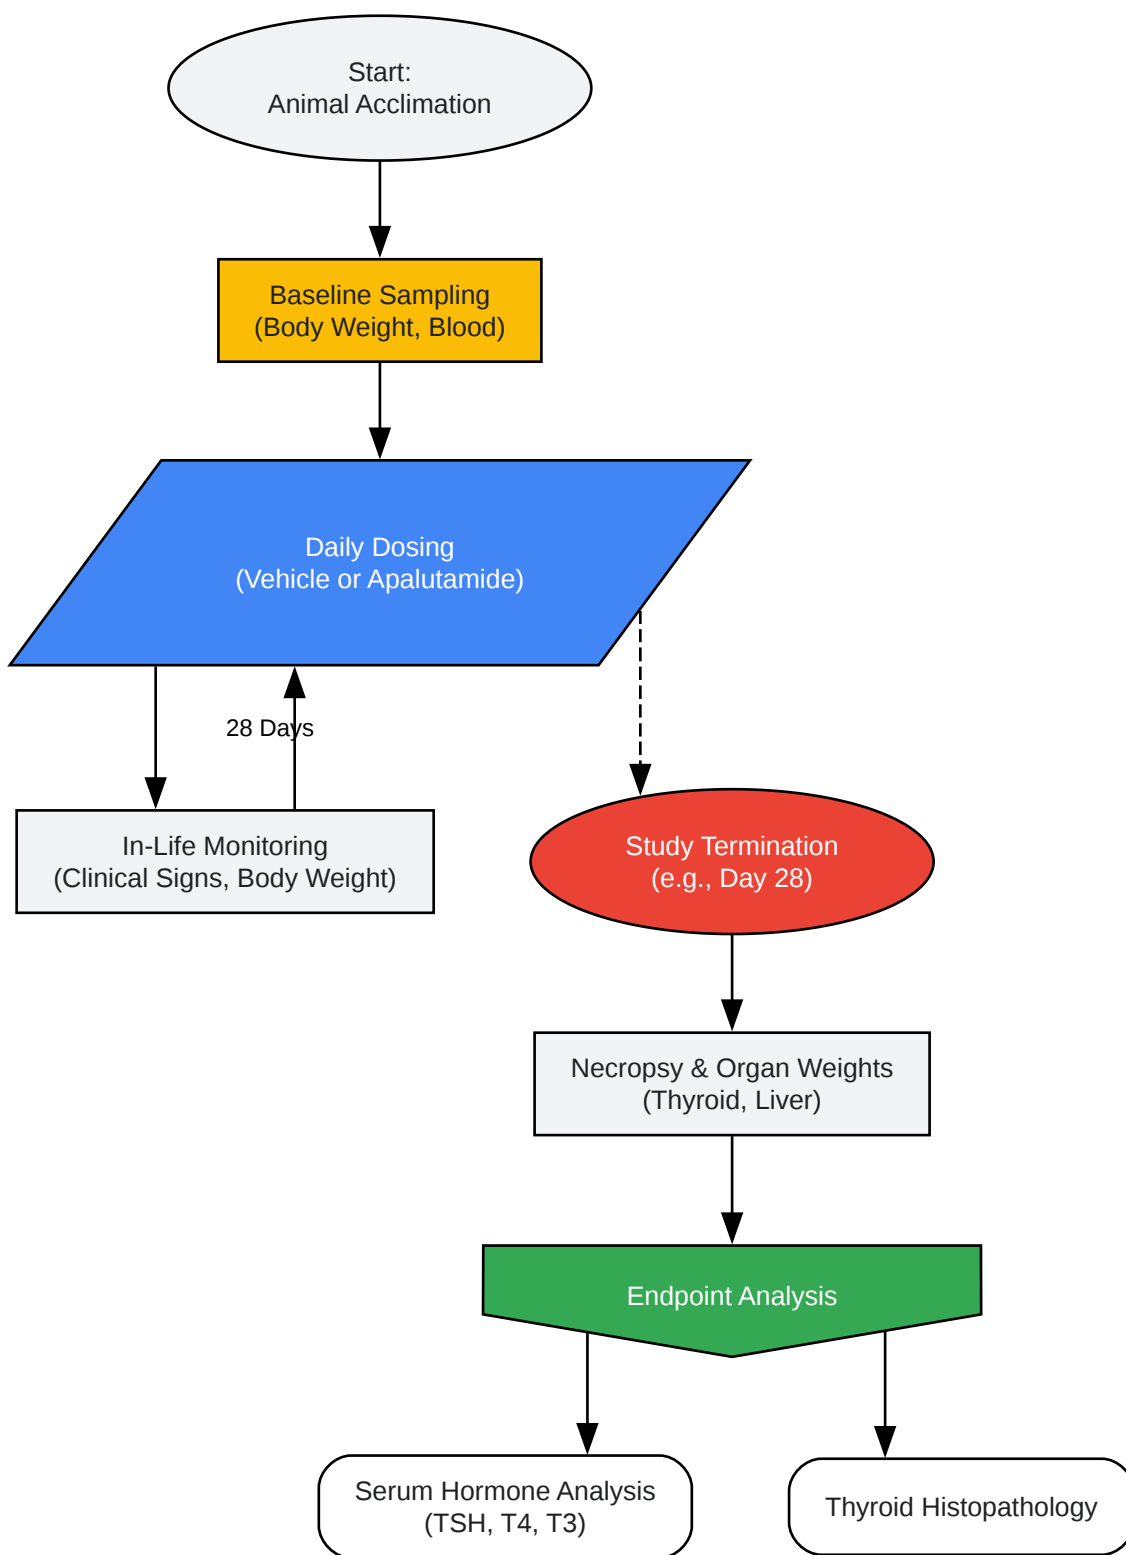 Start:
Animal Acclimation
Baseline Sampling
(Body Weight, Blood)
Daily Dosing
(Vehicle or Apalutamide)
28 Days
In-Life Monitoring
(Clinical Signs, Body Weight)
Study Termination
(e.g., Day 28)
Necropsy & Organ Weights
(Thyroid, Liver)
Endpoint Analysis
Serum Hormone Analysis
(TSH, T4, T3)
Thyroid Histopathology